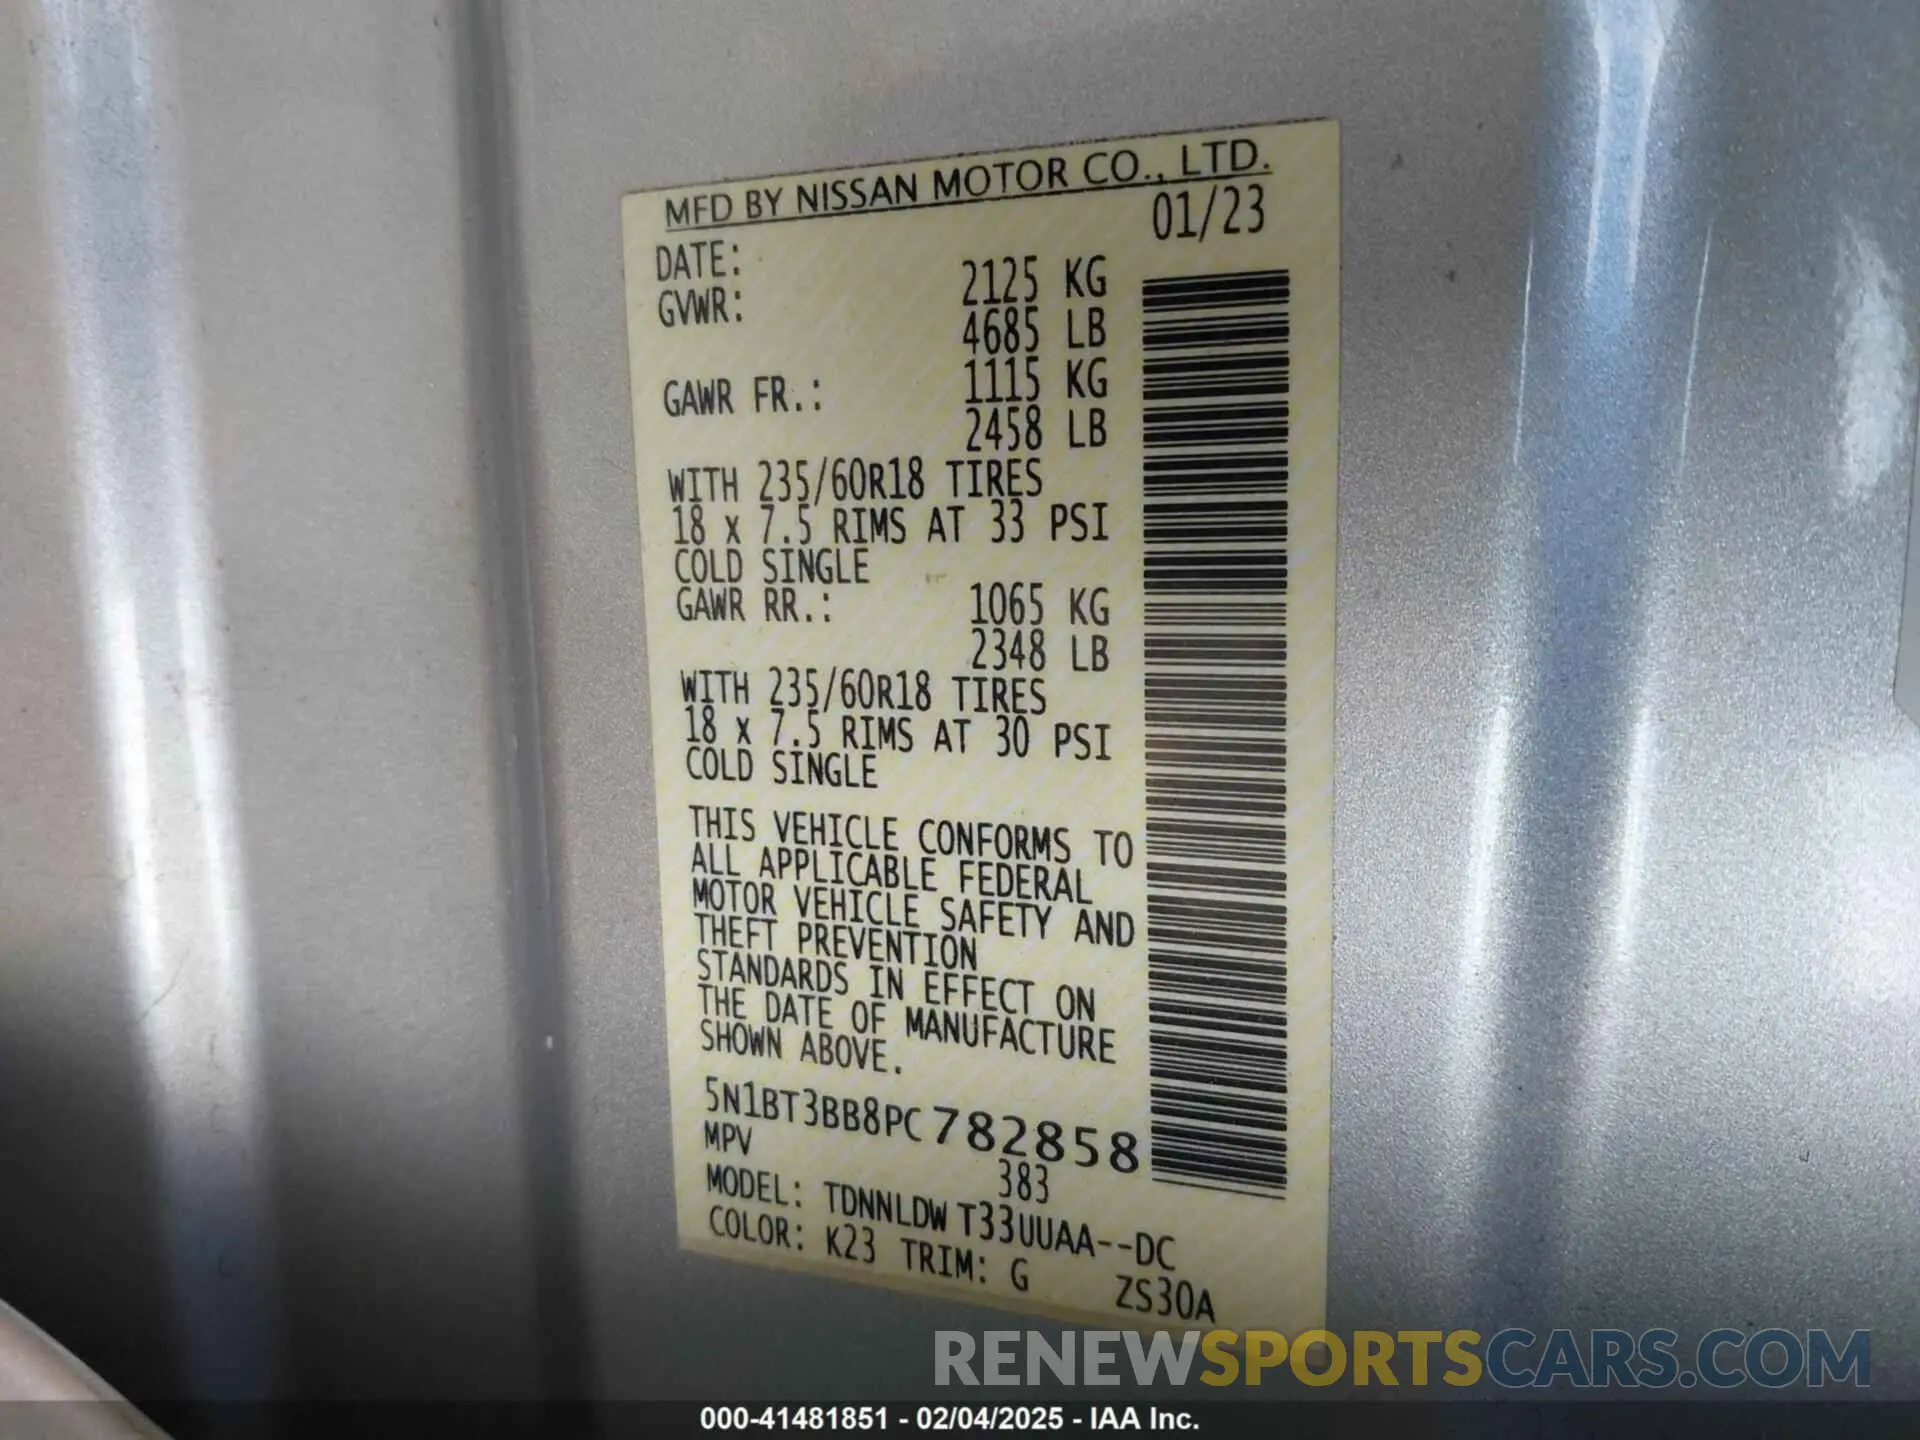 MFD BY NISSAN MOTOR CO., LTD.
DATE: 01/23
GVWR: 2125 KG
4685 LB
GAWR FR.: 1115 KG
2458 LB
WITH 235/60R18 TIRES
18 x 7.5 RIMS AT 33 PSI
COLD SINGLE
GAWR RR.: 1065 KG
2348 LB
WITH 235/60R18 TIRES
18 x 7.5 RIMS AT 30 PSI
COLD SINGLE
THIS VEHICLE CONFORMS TO
ALL APPLICABLE FEDERAL
MOTOR VEHICLE SAFETY AND
THEFT PREVENTION
STANDARDS IN EFFECT ON
THE DATE OF MANUFACTURE
SHOWN ABOVE.
5N1BT3BB8PC782858
MPV 383
MODEL: TDNNLDW T33UUAA--DC
COLOR: K23 TRIM: G ZS30A
RENEWSPORTSCARS.COM
000-41481851 - 02/04/2025 - IAA Inc.